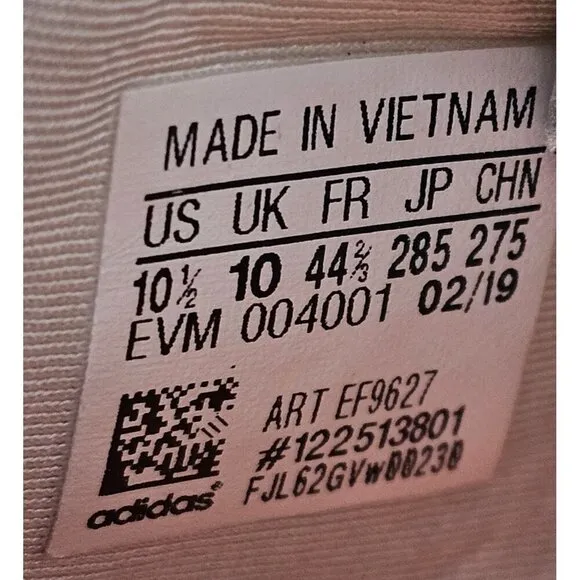 MADE IN VIETNAM
US UK FR JP CHN
10½ 10 44⅔ 285 275
EVM 004001 02/19
ART EF9627
#122513801
FJL62GVW00230
adidas